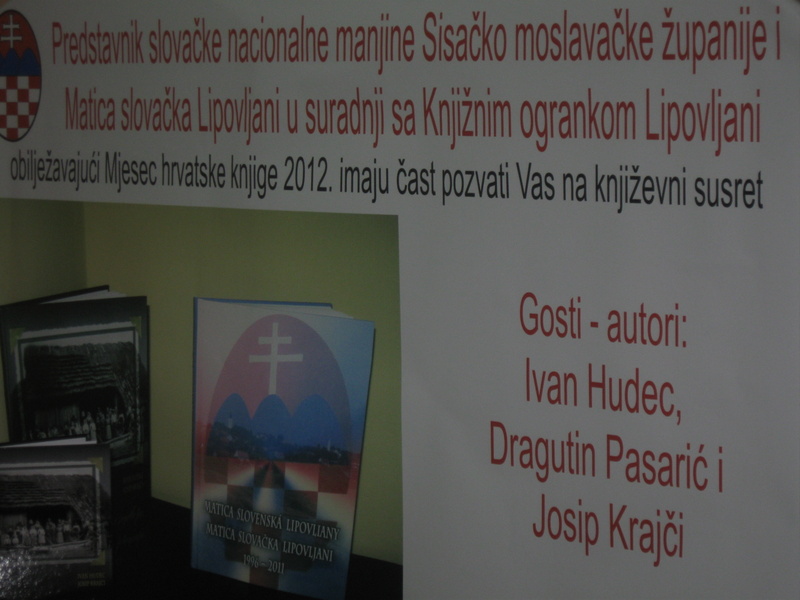 Predstavnik slovačke nacionalne manjine Sisačko moslavačke županije i
Matica slovačka Lipovljani u suradnji sa Knjižnim ogrankom Lipovljani
obilježavajući Mjesec hrvatske knjige 2012. imaju čast pozvati Vas na književni susret
Gosti - autori:
Ivan Hudec,
Dragutin Pasarić i
Josip Krajči
MATICA SLOVENSKÁ LIPOVLJANY
MATICA SLOVAČKA LIPOVLJANI
1996 - 2011